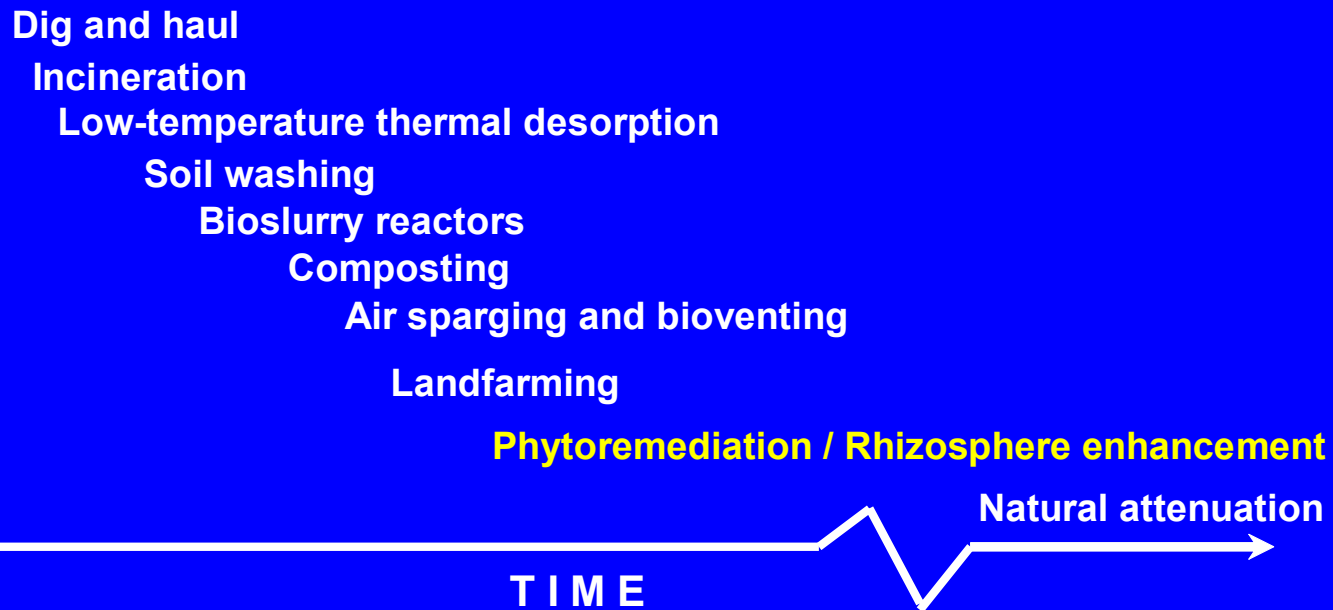 Dig and haul
Incineration
Low-temperature thermal desorption
Soil washing
Bioslurry reactors
Composting
Air sparging and bioventing
Landfarming
Phytoremediation / Rhizosphere enhancement
Natural attenuation
T I M E